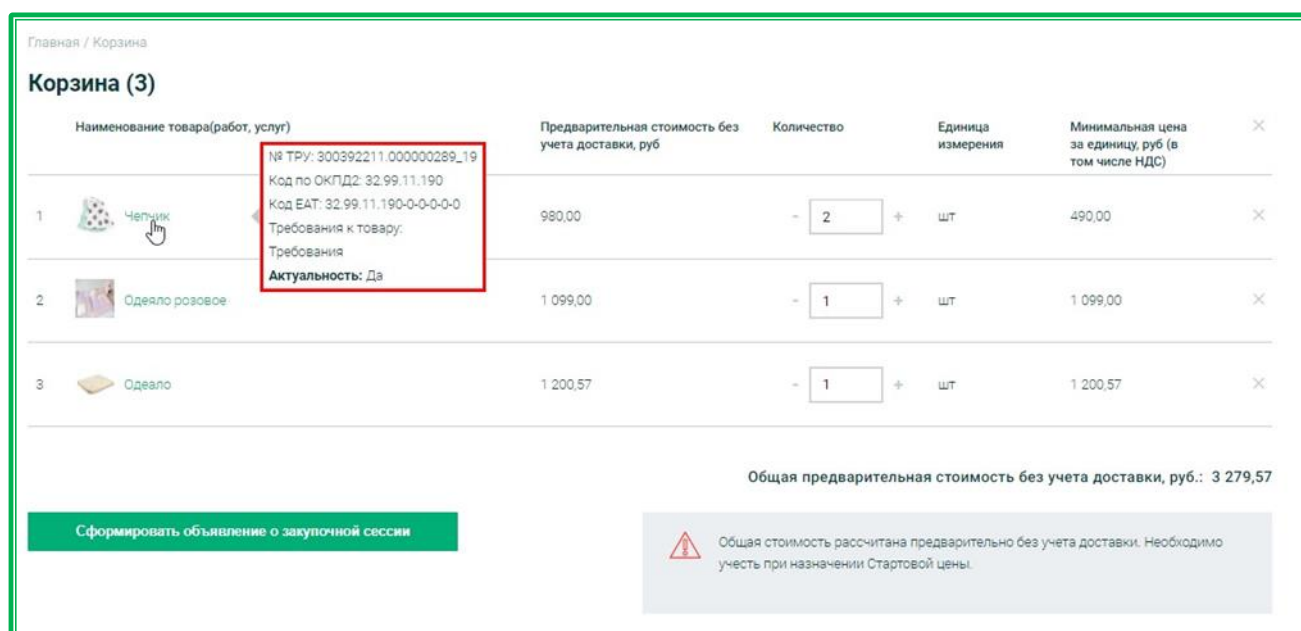 Главная / Корзина
Корзина (3)
Наименование товара(работ, услуг)
Предварительная стоимость без
учета доставки, руб
Количество
Единица
измерения
Минимальная цена
за единицу, руб (в
том числе НДС)
№ ТРУ: 300392211.000000289_19
Код по ОКПД2: 32.99.11.190
Код ЕАТ: 32.99.11.190-0-0-0-0-0
Требования к товару:
Требования
Актуальность: Да
1 Чепчик 980,00 - 2 + шт 490,00
2 Одеяло розовое 1 099,00 - 1 + шт 1 099,00
3 Одеало 1 200,57 - 1 + шт 1 200,57
Общая предварительная стоимость без учета доставки, руб.: 3 279,57
Сформировать объявление о закупочной сессии
Общая стоимость рассчитана предварительно без учета доставки. Необходимо
учесть при назначении Стартовой цены.